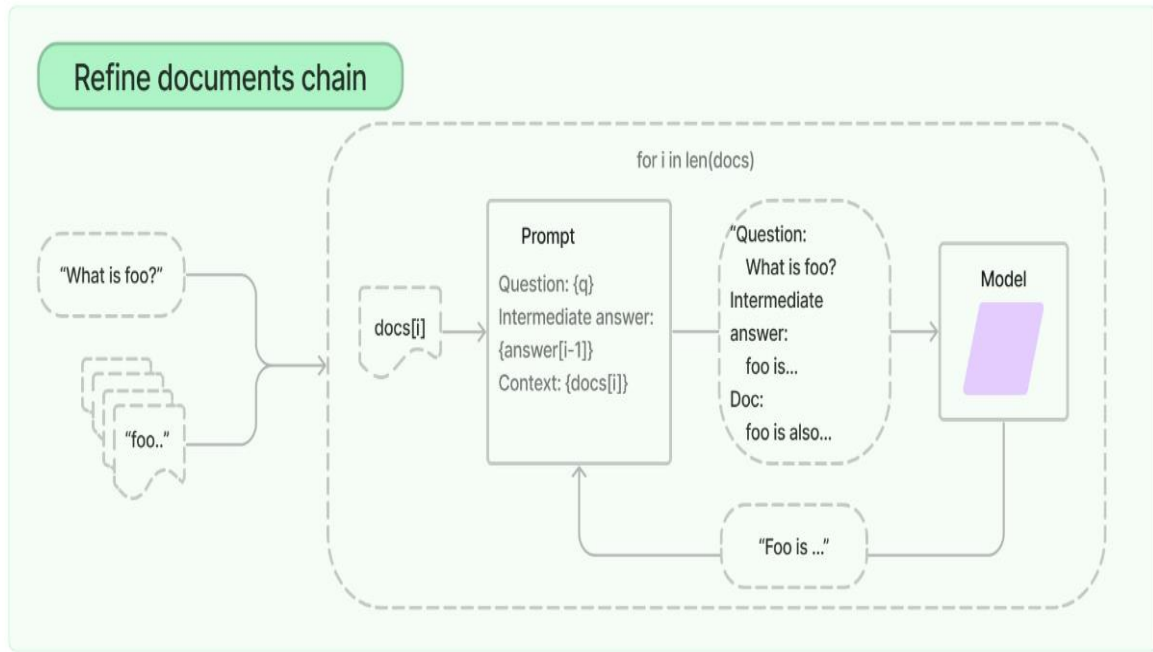 Refine documents chain
for i in len(docs)
“What is foo?”
“foo..”
docs[i]
Prompt
Question: {q}
Intermediate answer:
{answer[i-1]}
Context: {docs[i]}
“Question:
What is foo?
Intermediate
answer:
foo is...
Doc:
foo is also...
Model
“Foo is ...”